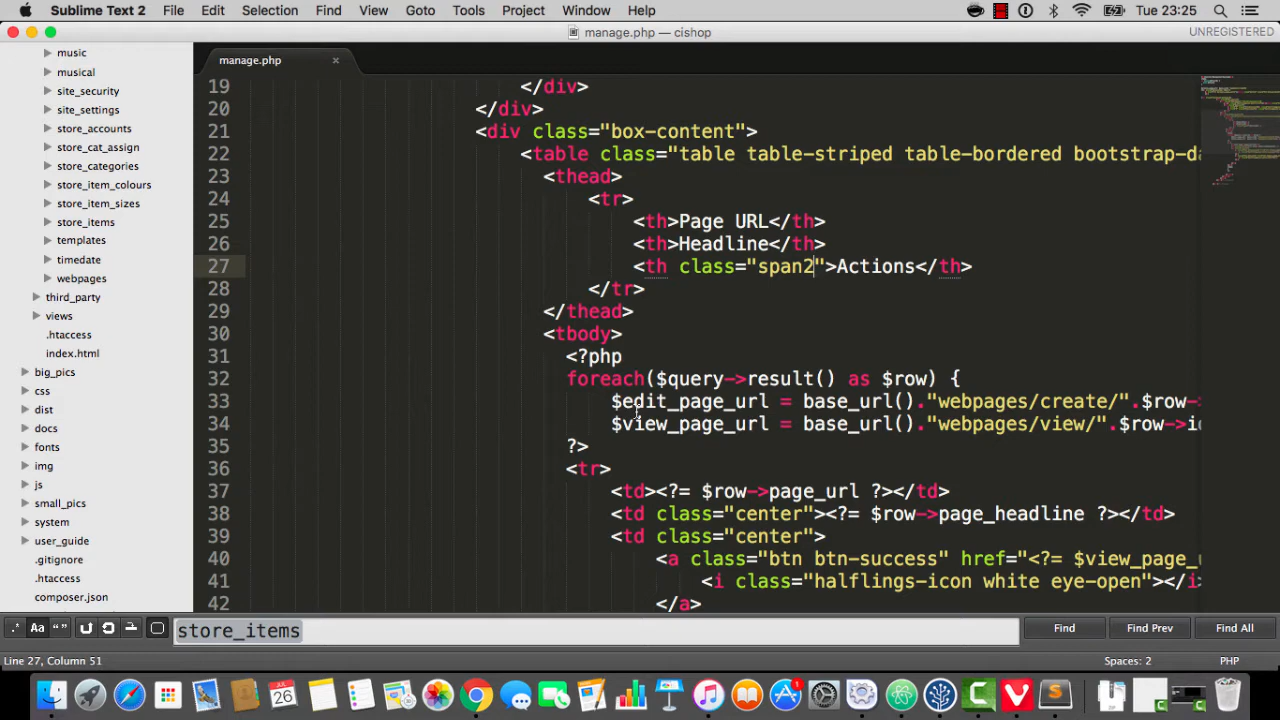 Sublime Text 2 File Edit Selection Find View Goto Tools Project Window Help Tue 23:25
manage.php — cishop UNREGISTERED
music
musical
site_security
site_settings
store_accounts
store_cat_assign
store_categories
store_item_colours
store_item_sizes
store_items
templates
timedate
webpages
third_party
views
.htaccess
index.html
big_pics
css
dist
docs
fonts
img
js
small_pics
system
user_guide
.gitignore
.htaccess
composer.json
manage.php ×
19 </div>
20 </div>
21 <div class="box-content">
22 <table class="table table-striped table-bordered bootstrap-da
23 <thead>
24 <tr>
25 <th>Page URL</th>
26 <th>Headline</th>
27 <th class="span2">Actions</th>
28 </tr>
29 </thead>
30 <tbody>
31 <?php
32 foreach($query->result() as $row) {
33 $edit_page_url = base_url()."webpages/create/".$row-
34 $view_page_url = base_url()."webpages/view/".$row->i
35 ?>
36 <tr>
37 <td><?= $row->page_url ?></td>
38 <td class="center"><?= $row->page_headline ?></td>
39 <td class="center">
40 <a class="btn btn-success" href="<?= $view_page_
41 <i class="halflings-icon white eye-open"></i
42 </a>
.* Aa “” store_items Find Find Prev Find All
Line 27, Column 51 Spaces: 2 PHP